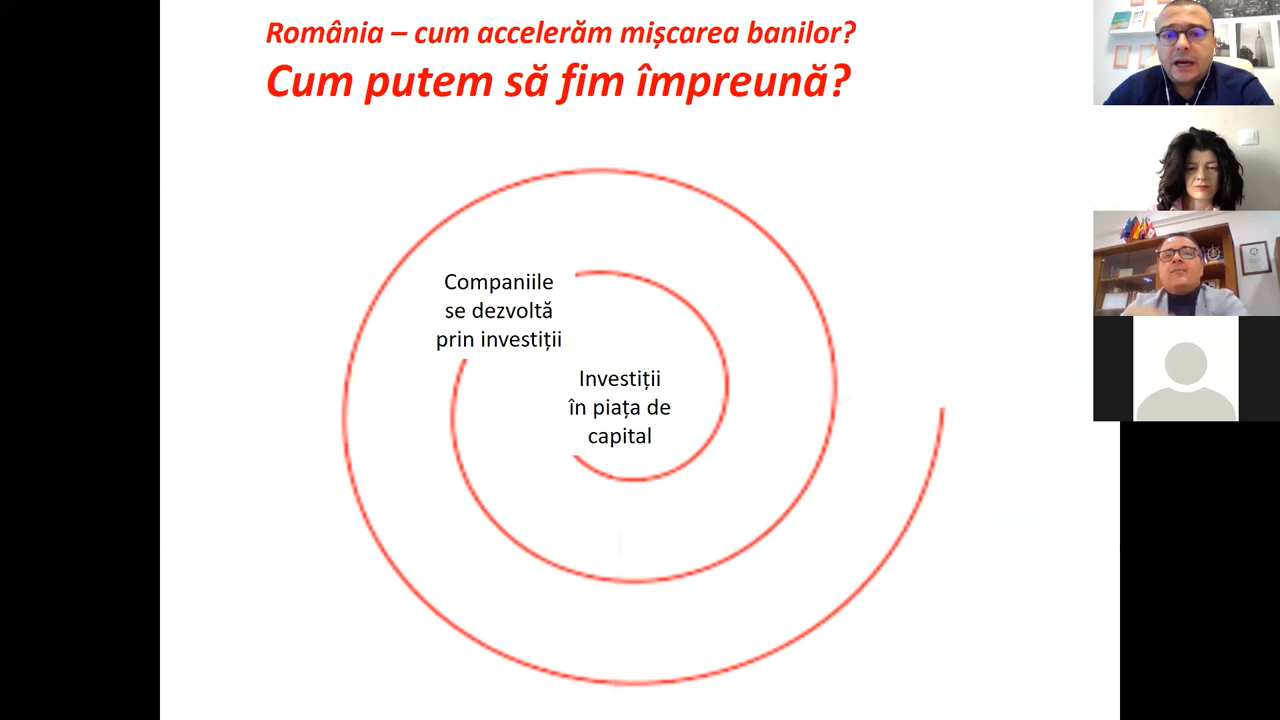 România – cum accelerăm mișcarea banilor?
Cum putem să fim împreună?
Companiile
se dezvoltă
prin investiții
Investiții
în piața de
capital